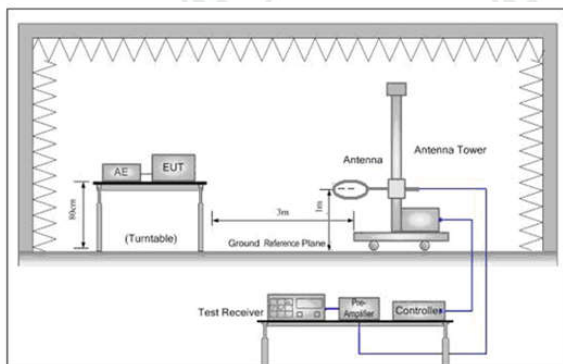 Antenna
Antenna Tower
AE
EUT
80cm
(Turntable)
3m
1m
Ground Reference Plane
Test Receiver
Pre-
Amplifier
Controller